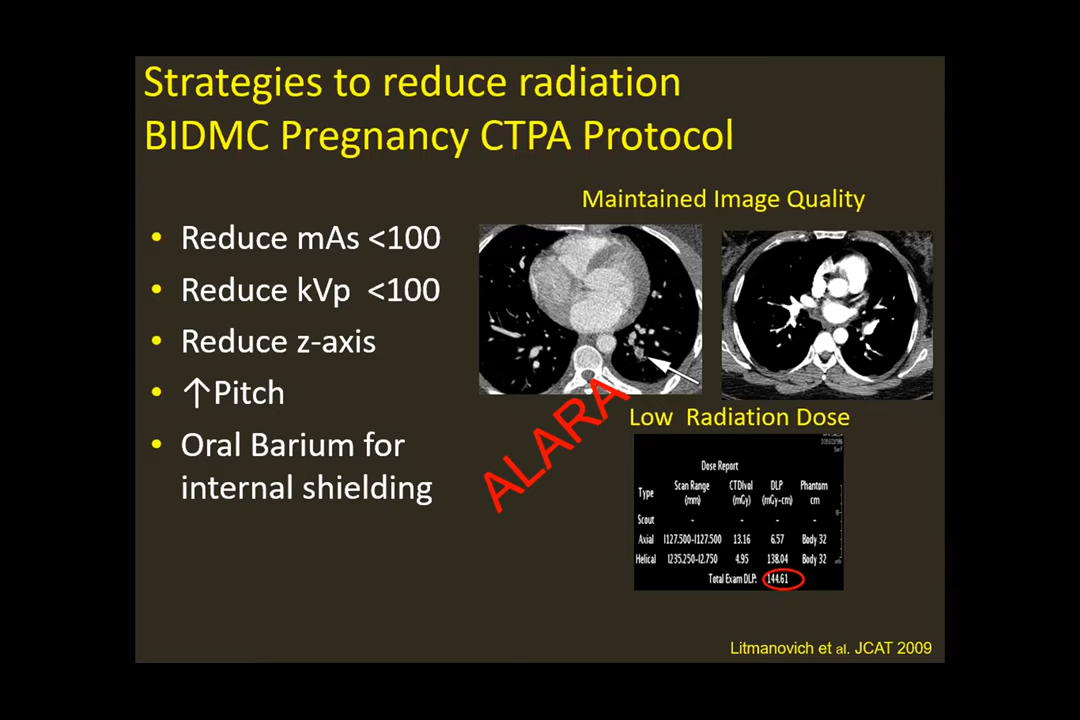 Strategies to reduce radiation
BIDMC Pregnancy CTPA Protocol
Maintained Image Quality
• Reduce mAs <100
• Reduce kVp <100
• Reduce z-axis
• ↑Pitch
• Oral Barium for
internal shielding
ALARA
Low Radiation Dose
Dose Report
Type Scan Range (mm) CTDIvol (mGy) DLP (mGy-cm) Phantom cm
Scout - - - -
Axial I127.500-I127.500 13.16 6.57 Body 32
Helical I235.250-I2.750 4.95 138.04 Body 32
Total Exam DLP: 144.61
Litmanovich et al. JCAT 2009